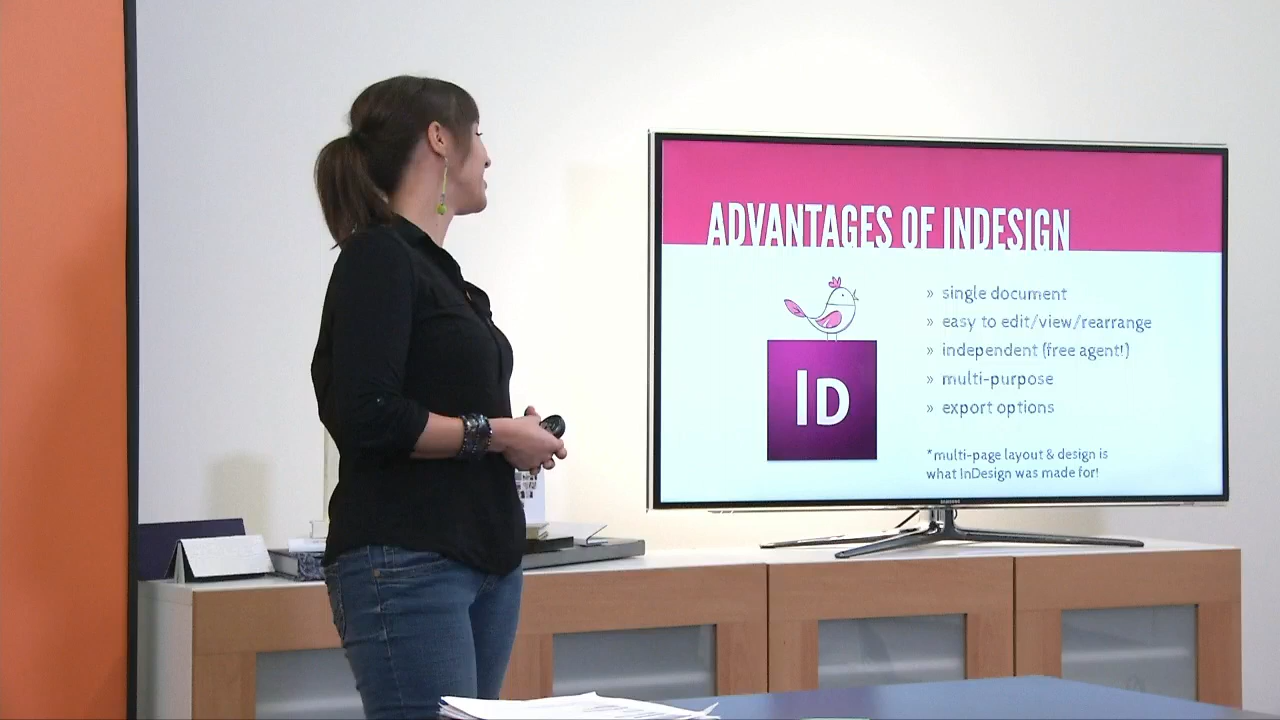 ADVANTAGES OF INDESIGN
» single document
» easy to edit/view/rearrange
» independent (free agent!)
» multi-purpose
» export options
ID
*multi-page layout & design is
what InDesign was made for!
SAMSUNG